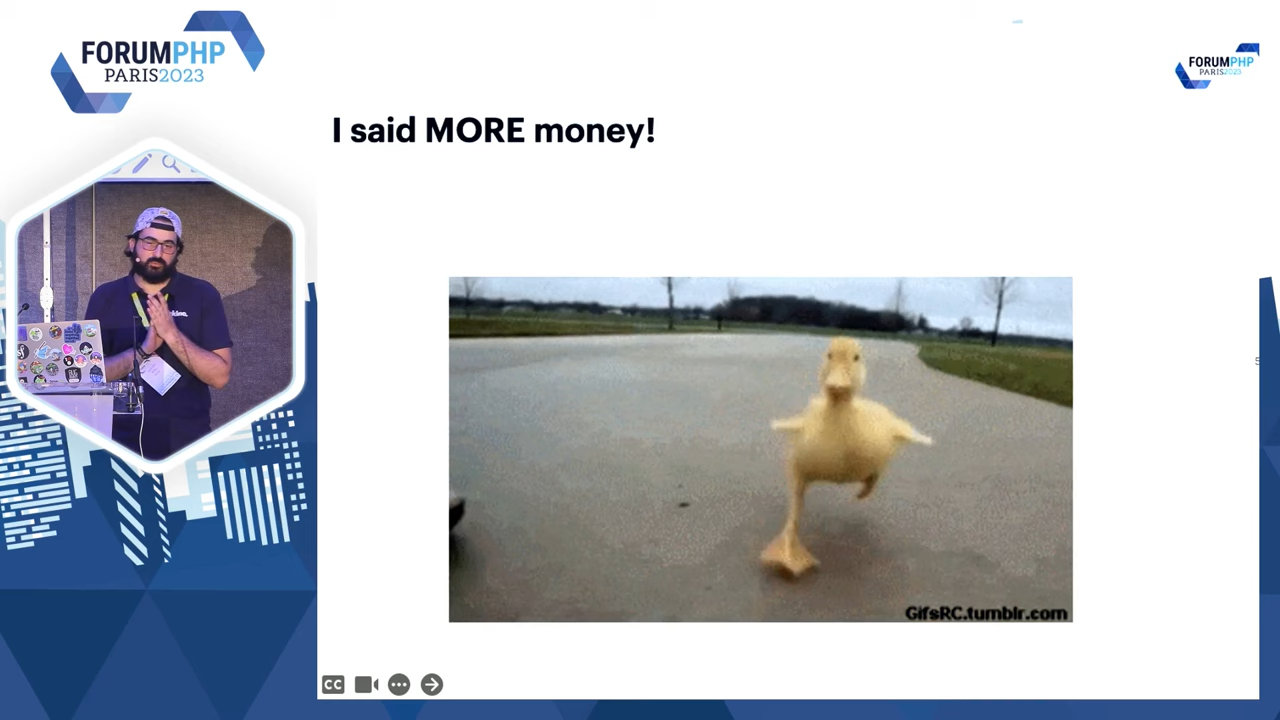 FORUMPHP
PARIS2023
FORUMPHP
PARIS2023
I said MORE money!
GifsRC.tumblr.com
CC